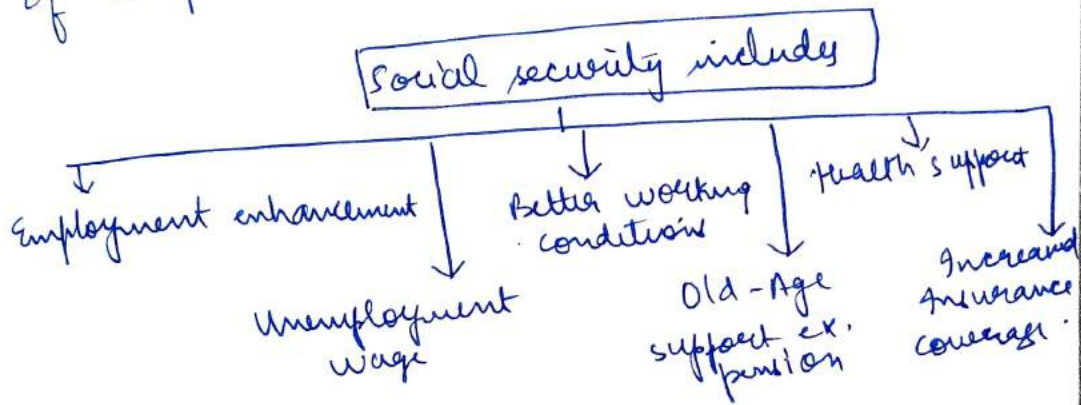 of
Social security includes
Employment enhancement
Unemployment
wage
Better working
conditions
Old-Age
support ex.
pension
Health support
Increased
Insurance
coverage.